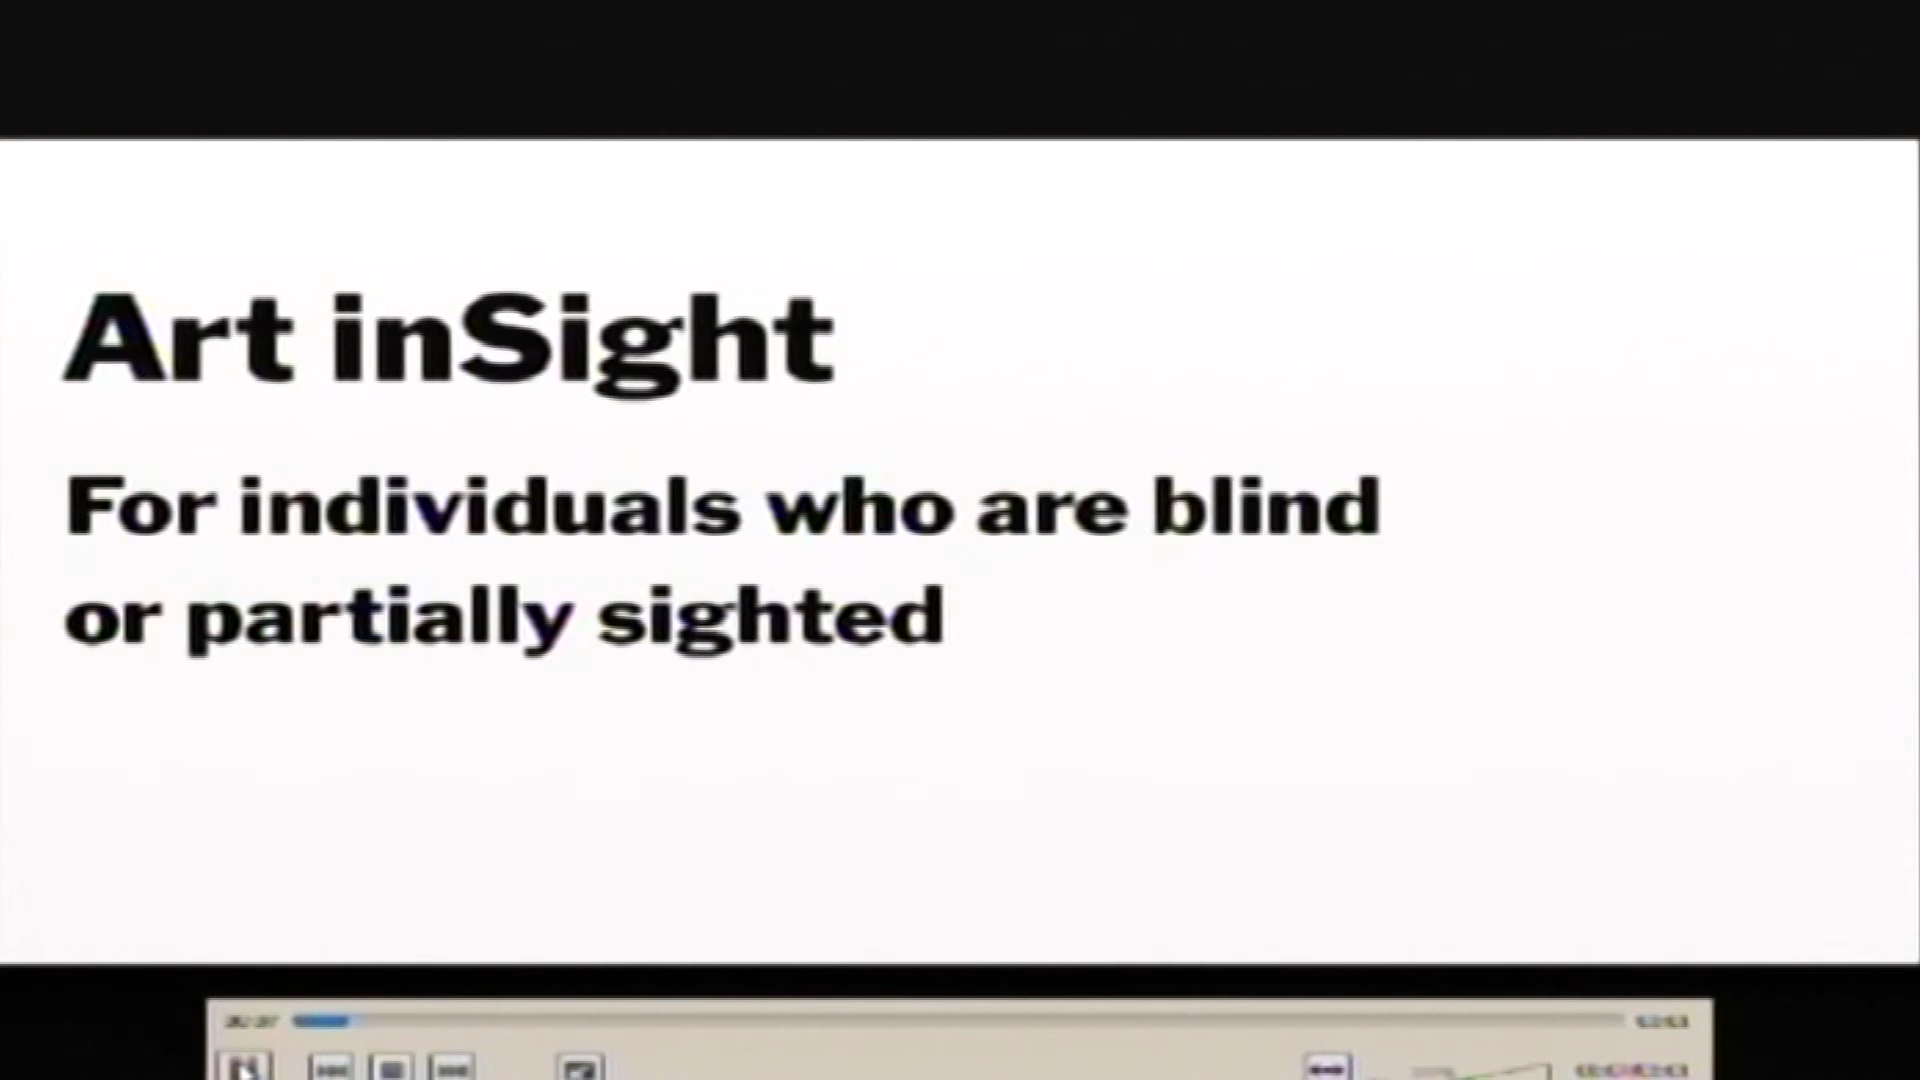 Art inSight
For individuals who are blind
or partially sighted